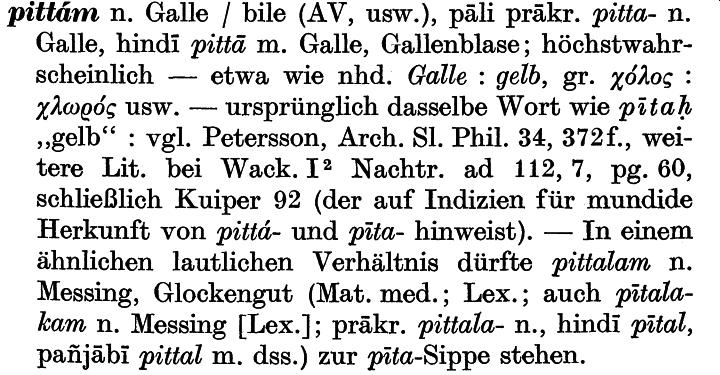 pittám n. Galle / bile (AV, usw.), pāli prākr. pitta- n.
Galle, hindī pittā m. Galle, Gallenblase; höchstwahr-
scheinlich — etwa wie nhd. Galle : gelb, gr. χόλος :
χλωρός usw. — ursprünglich dasselbe Wort wie pītaḥ
„gelb“ : vgl. Petersson, Arch. Sl. Phil. 34, 372f., wei-
tere Lit. bei Wack. I² Nachtr. ad 112, 7, pg. 60,
schließlich Kuiper 92 (der auf Indizien für mundide
Herkunft von pittá- und pīta- hinweist). — In einem
ähnlichen lautlichen Verhältnis dürfte pittalam n.
Messing, Glockengut (Mat. med.; Lex.; auch pītala-
kam n. Messing [Lex.]; prākr. pittala- n., hindī pītal,
pañjābī pittal m. dss.) zur pīta-Sippe stehen.